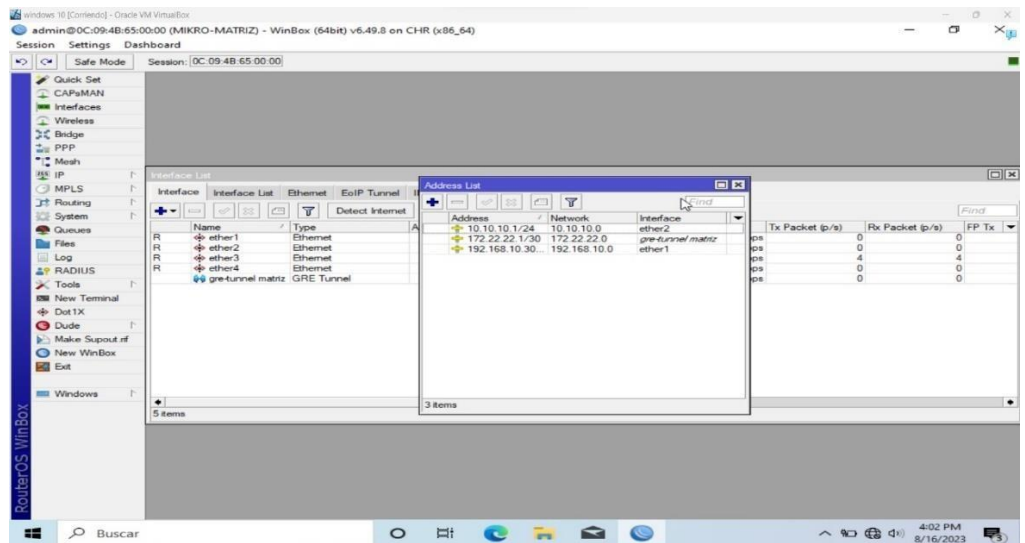 windows 10 [Corriendo] - Oracle VM VirtualBox
admin@0C:09:4B:65:00:00 (MIKRO-MATRIZ) - WinBox (64bit) v6.49.8 on CHR (x86_64)
Session Settings Dashboard
Safe Mode Session: 0C:09:4B:65:00:00
Quick Set
CAPsMAN
Interfaces
Wireless
Bridge
PPP
Mesh
IP
MPLS
Routing
System
Queues
Files
Log
RADIUS
Tools
New Terminal
Dot1X
Dude
Make Supout.rif
New WinBox
Exit
Windows
RouterOS WinBox
Interface List
Interface Interface List Ethernet EoIP Tunnel
Detect Internet Find
Name Type Tx Packet (p/s) Rx Packet (p/s) FP Tx
R ether1 Ethernet 0 0
R ether2 Ethernet 0 0
R ether3 Ethernet 4 4
R ether4 Ethernet 0 0
gre-tunnel matriz GRE Tunnel
5 items
Address List
Find
Address Network Interface
10.10.10.1/24 10.10.10.0 ether2
172.22.22.1/30 172.22.22.0 gre-tunnel matriz
192.168.10.30... 192.168.10.0 ether1
3 items
Buscar
4:02 PM
8/16/2023